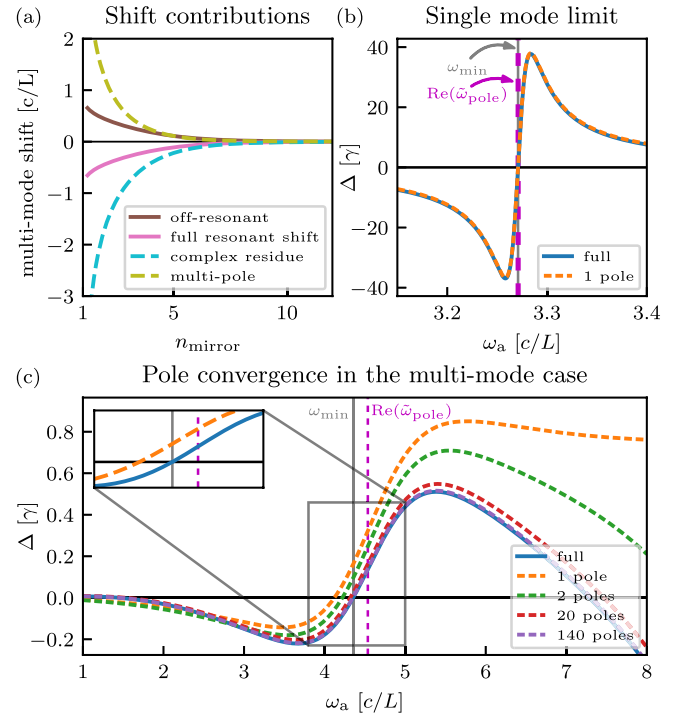 (a) Shift contributions
multi-mode shift [c/L]
2
1
0
−1
−2
−3
off-resonant
full resonant shift
complex residue
multi-pole
1 5 10
n_mirror
(b) Single mode limit
Δ [γ]
40
20
0
−20
−40
ω_min
Re(ω̃_pole)
full
1 pole
3.2 3.3 3.4
ω_a [c/L]
(c) Pole convergence in the multi-mode case
Δ [γ]
0.8
0.6
0.4
0.2
0.0
−0.2
ω_min
Re(ω̃_pole)
full
1 pole
2 poles
20 poles
140 poles
1 2 3 4 5 6 7 8
ω_a [c/L]